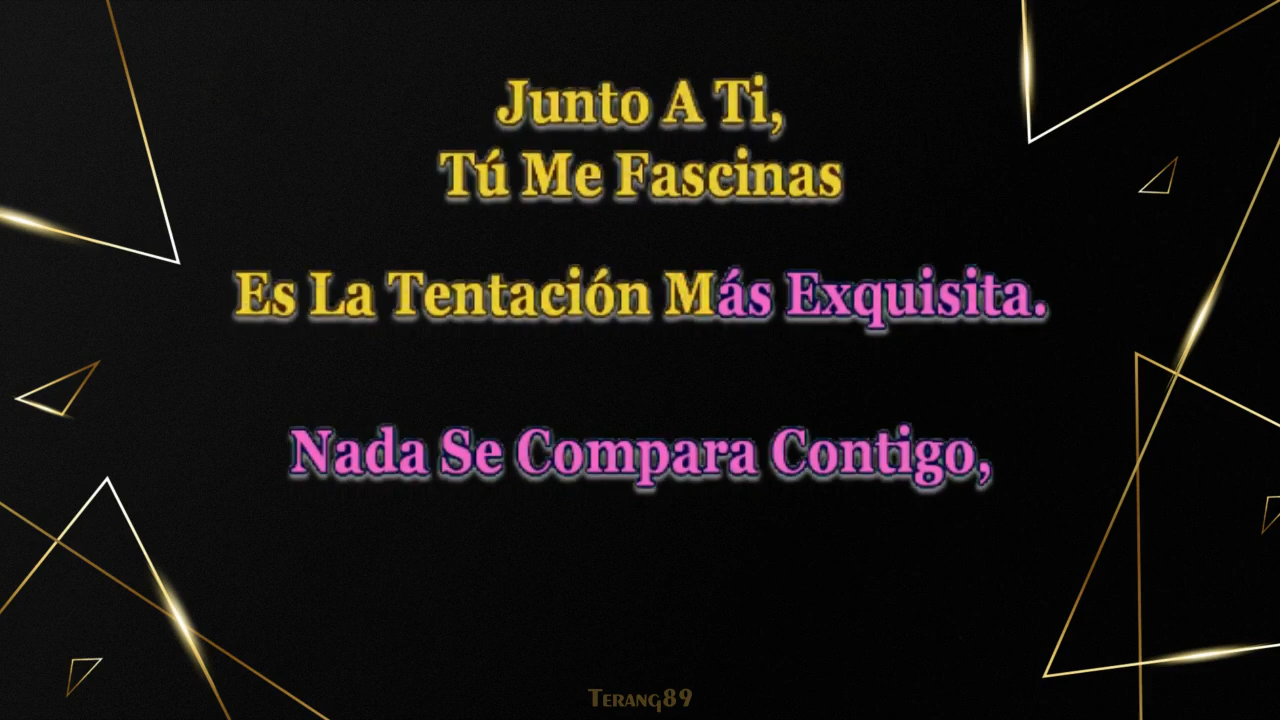 Junto A Ti,
Tú Me Fascinas
Es La Tentación Más Exquisita.
Nada Se Compara Contigo,
Terang89